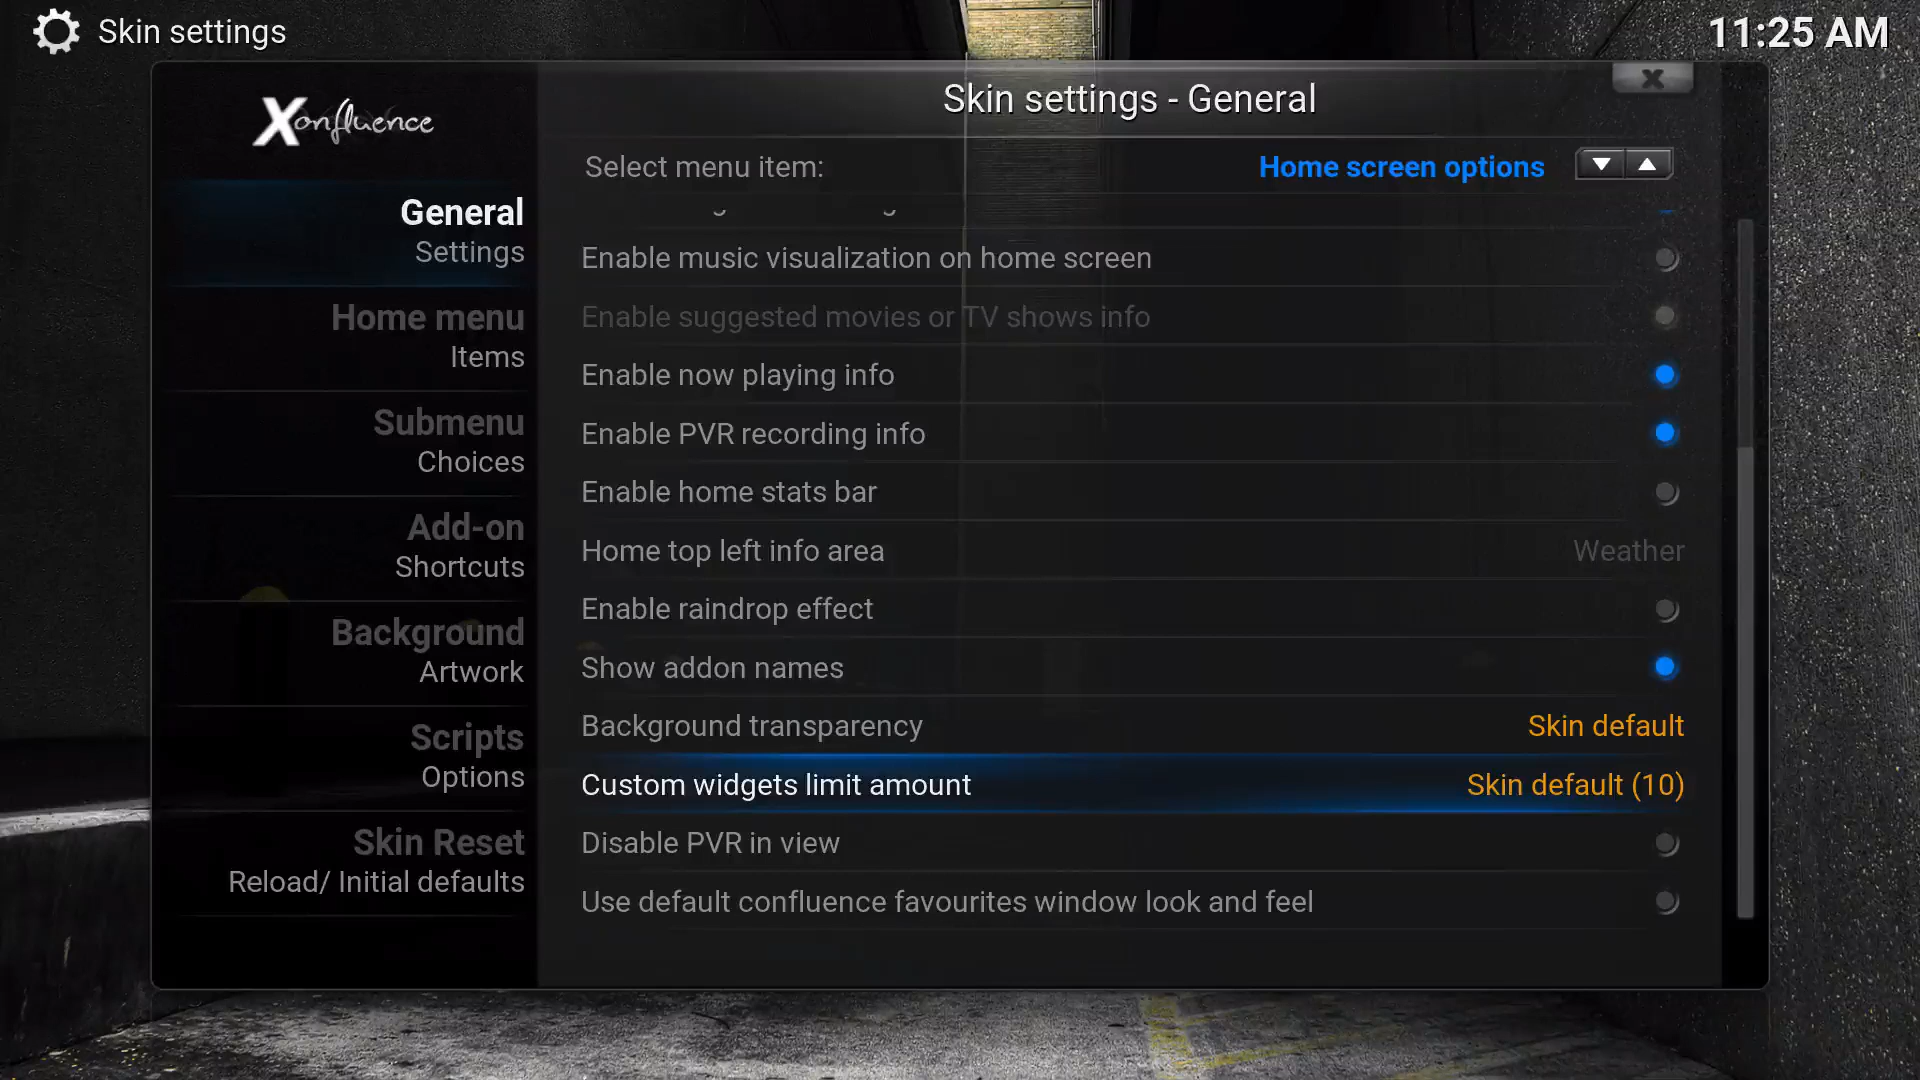 Skin settings
11:25 AM
Xonfluence
Skin settings - General
Select menu item:
Home screen options
General
Settings
Home menu
Items
Submenu
Choices
Add-on
Shortcuts
Background
Artwork
Scripts
Options
Skin Reset
Reload/ Initial defaults
Enable music visualization on home screen
Enable suggested movies or TV shows info
Enable now playing info
Enable PVR recording info
Enable home stats bar
Home top left info area
Weather
Enable raindrop effect
Show addon names
Background transparency
Skin default
Custom widgets limit amount
Skin default (10)
Disable PVR in view
Use default confluence favourites window look and feel